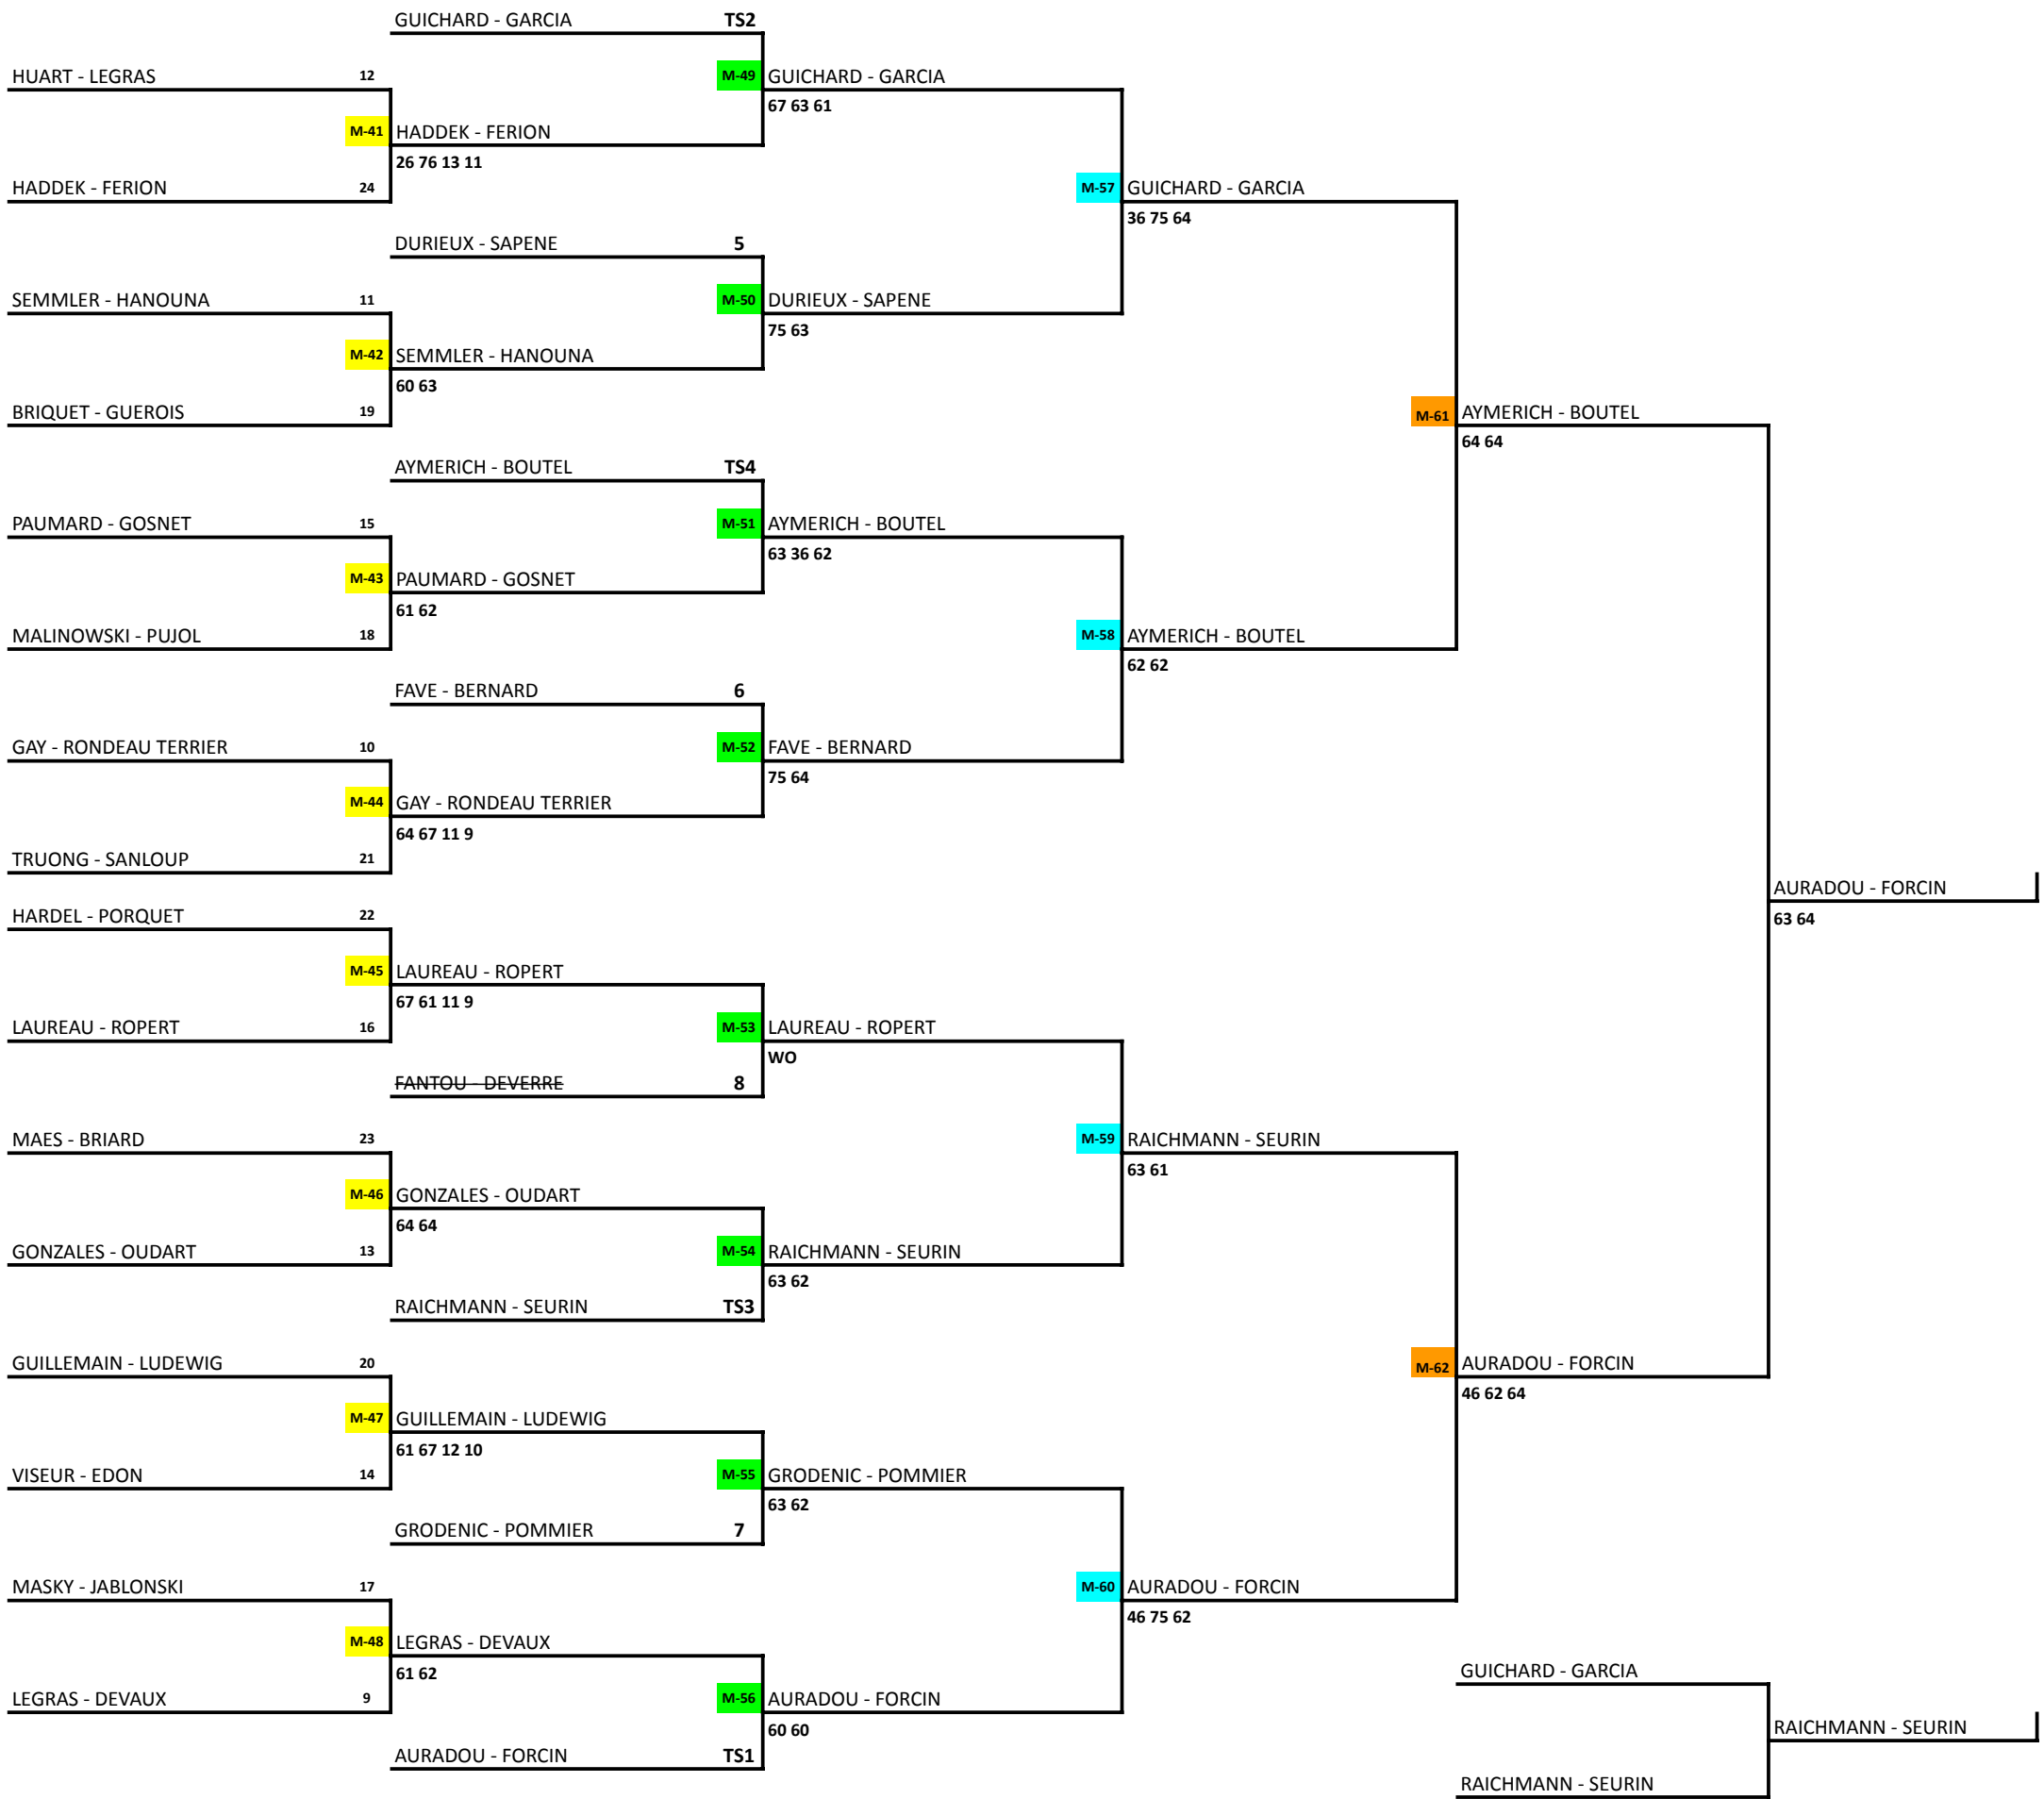 GUICHARD - GARCIA TS2
HUART - LEGRAS 12 M-49 GUICHARD - GARCIA
67 63 61
M-41 HADDEK - FERION
26 76 13 11
HADDEK - FERION 24 M-57 GUICHARD - GARCIA
36 75 64
DURIEUX - SAPENE 5
SEMMLER - HANOUNA 11 M-50 DURIEUX - SAPENE
75 63
M-42 SEMMLER - HANOUNA
60 63
BRIQUET - GUEROIS 19 M-61 AYMERICH - BOUTEL
64 64
AYMERICH - BOUTEL TS4
PAUMARD - GOSNET 15 M-51 AYMERICH - BOUTEL
63 36 62
M-43 PAUMARD - GOSNET
61 62
MALINOWSKI - PUJOL 18 M-58 AYMERICH - BOUTEL
62 62
FAVE - BERNARD 6
GAY - RONDEAU TERRIER 10 M-52 FAVE - BERNARD
75 64
M-44 GAY - RONDEAU TERRIER
64 67 11 9
TRUONG - SANLOUP 21
AURADOU - FORCIN
HARDEL - PORQUET 22 63 64
M-45 LAUREAU - ROPERT
67 61 11 9
LAUREAU - ROPERT 16 M-53 LAUREAU - ROPERT
WO
FANTOU - DEVERRE 8
MAES - BRIARD 23 M-59 RAICHMANN - SEURIN
63 61
M-46 GONZALES - OUDART
64 64
GONZALES - OUDART 13 M-54 RAICHMANN - SEURIN
63 62
RAICHMANN - SEURIN TS3
GUILLEMAIN - LUDEWIG 20 M-62 AURADOU - FORCIN
46 62 64
M-47 GUILLEMAIN - LUDEWIG
61 67 12 10
VISEUR - EDON 14 M-55 GRODENIC - POMMIER
63 62
GRODENIC - POMMIER 7
MASKY - JABLONSKI 17 M-60 AURADOU - FORCIN
46 75 62
M-48 LEGRAS - DEVAUX
61 62
GUICHARD - GARCIA
LEGRAS - DEVAUX 9 M-56 AURADOU - FORCIN
60 60
RAICHMANN - SEURIN
AURADOU - FORCIN TS1
RAICHMANN - SEURIN